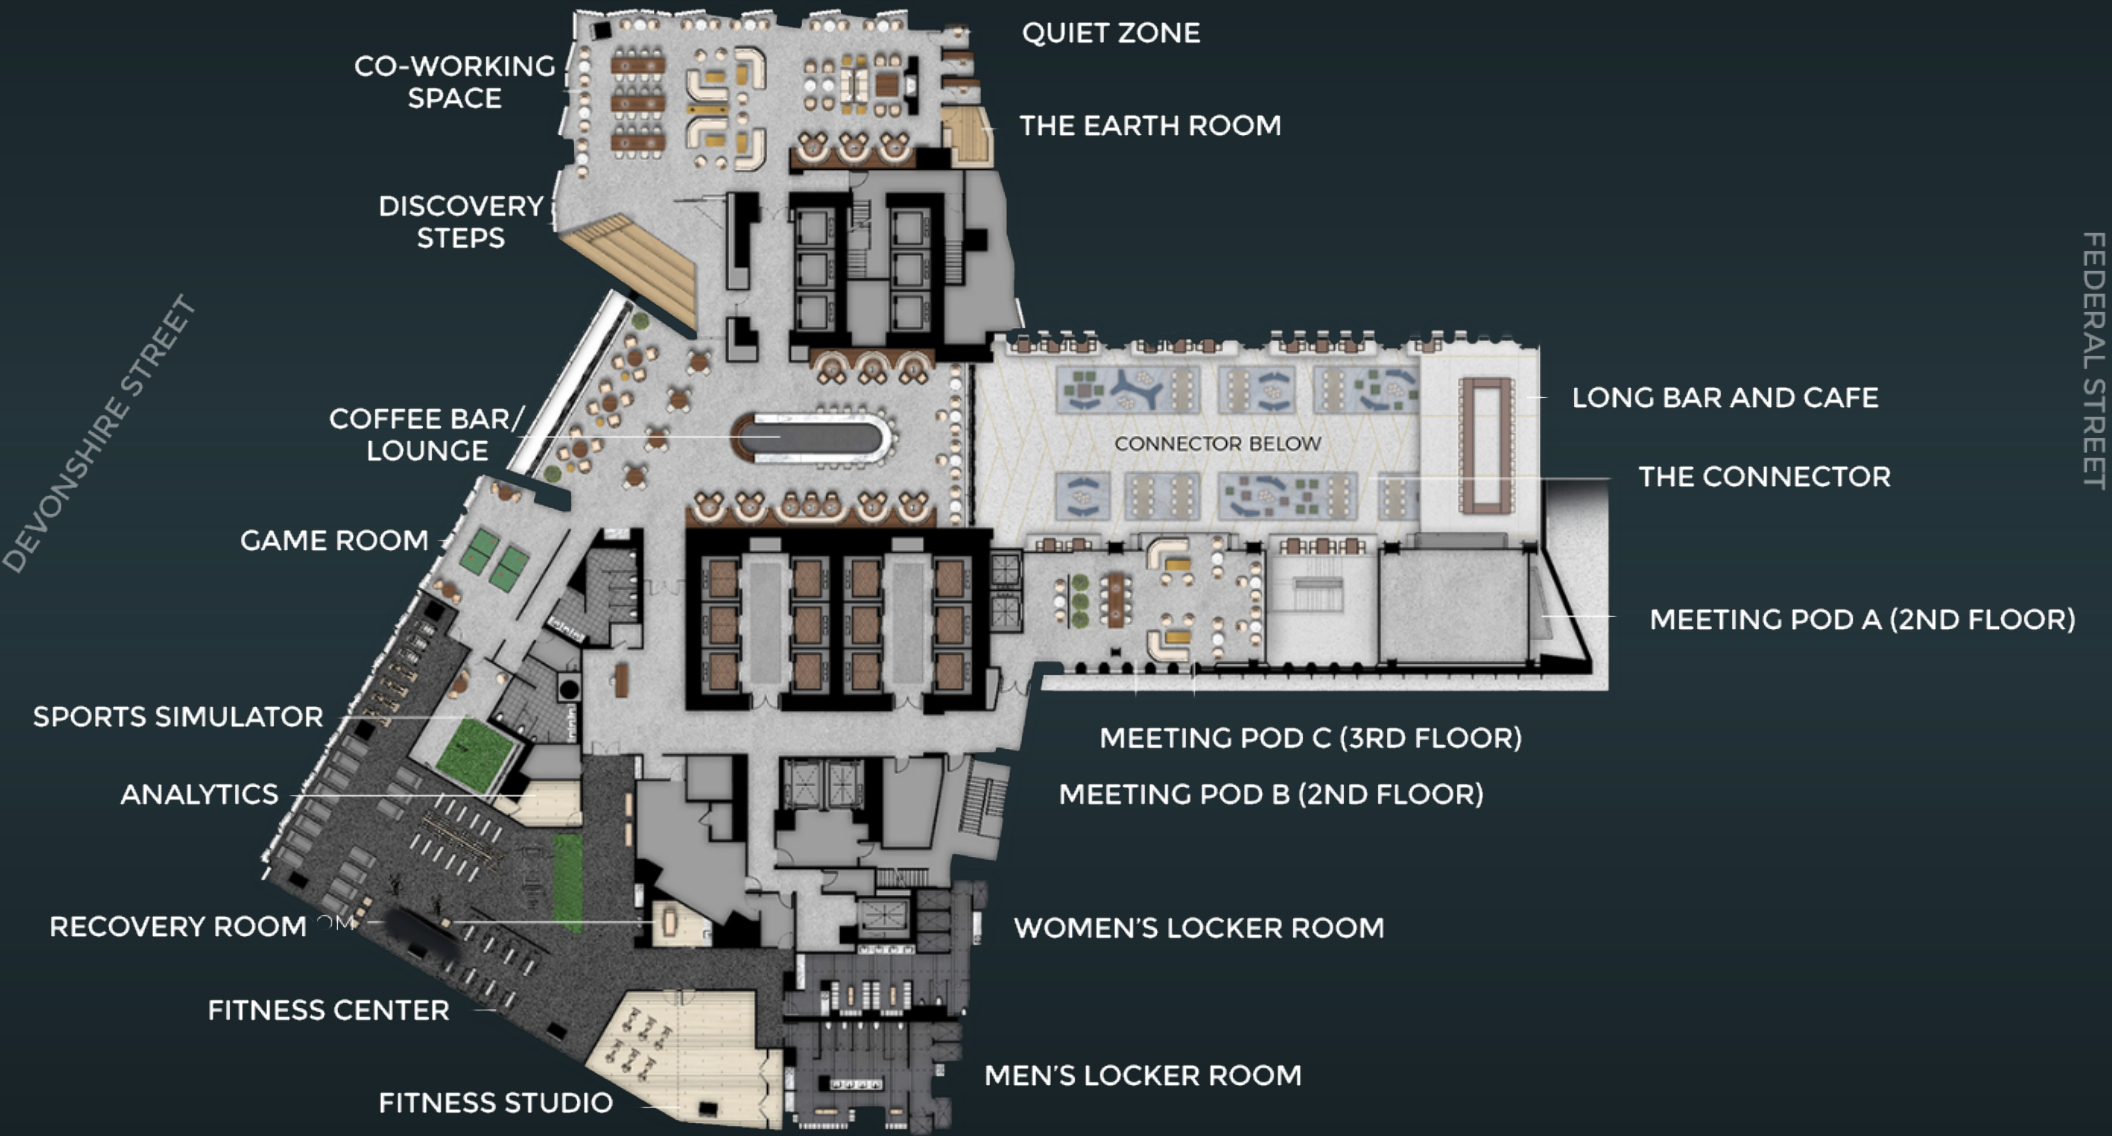 QUIET ZONE
CO-WORKING
SPACE
THE EARTH ROOM
DISCOVERY
STEPS
FEDERAL STREET
DEVONSHIRE STREET
LONG BAR AND CAFE
COFFEE BAR/
LOUNGE
CONNECTOR BELOW
THE CONNECTOR
GAME ROOM
MEETING POD A (2ND FLOOR)
SPORTS SIMULATOR
MEETING POD C (3RD FLOOR)
ANALYTICS
MEETING POD B (2ND FLOOR)
RECOVERY ROOM OM
WOMEN'S LOCKER ROOM
FITNESS CENTER
MEN'S LOCKER ROOM
FITNESS STUDIO